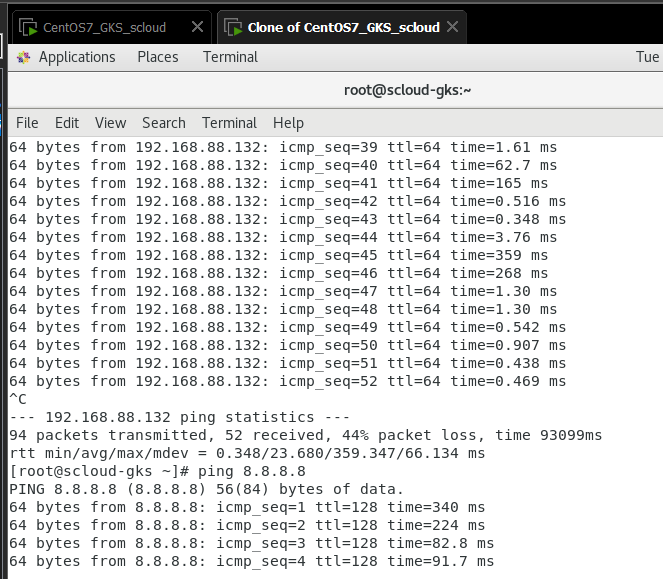 CentOS7_GKS_scloud Clone of CentOS7_GKS_scloud
Applications Places Terminal Tue
root@scloud-gks:~
File Edit View Search Terminal Help
64 bytes from 192.168.88.132: icmp_seq=39 ttl=64 time=1.61 ms
64 bytes from 192.168.88.132: icmp_seq=40 ttl=64 time=62.7 ms
64 bytes from 192.168.88.132: icmp_seq=41 ttl=64 time=165 ms
64 bytes from 192.168.88.132: icmp_seq=42 ttl=64 time=0.516 ms
64 bytes from 192.168.88.132: icmp_seq=43 ttl=64 time=0.348 ms
64 bytes from 192.168.88.132: icmp_seq=44 ttl=64 time=3.76 ms
64 bytes from 192.168.88.132: icmp_seq=45 ttl=64 time=359 ms
64 bytes from 192.168.88.132: icmp_seq=46 ttl=64 time=268 ms
64 bytes from 192.168.88.132: icmp_seq=47 ttl=64 time=1.30 ms
64 bytes from 192.168.88.132: icmp_seq=48 ttl=64 time=1.30 ms
64 bytes from 192.168.88.132: icmp_seq=49 ttl=64 time=0.542 ms
64 bytes from 192.168.88.132: icmp_seq=50 ttl=64 time=0.907 ms
64 bytes from 192.168.88.132: icmp_seq=51 ttl=64 time=0.438 ms
64 bytes from 192.168.88.132: icmp_seq=52 ttl=64 time=0.469 ms
^C
--- 192.168.88.132 ping statistics ---
94 packets transmitted, 52 received, 44% packet loss, time 93099ms
rtt min/avg/max/mdev = 0.348/23.680/359.347/66.134 ms
[root@scloud-gks ~]# ping 8.8.8.8
PING 8.8.8.8 (8.8.8.8) 56(84) bytes of data.
64 bytes from 8.8.8.8: icmp_seq=1 ttl=128 time=340 ms
64 bytes from 8.8.8.8: icmp_seq=2 ttl=128 time=224 ms
64 bytes from 8.8.8.8: icmp_seq=3 ttl=128 time=82.8 ms
64 bytes from 8.8.8.8: icmp_seq=4 ttl=128 time=91.7 ms